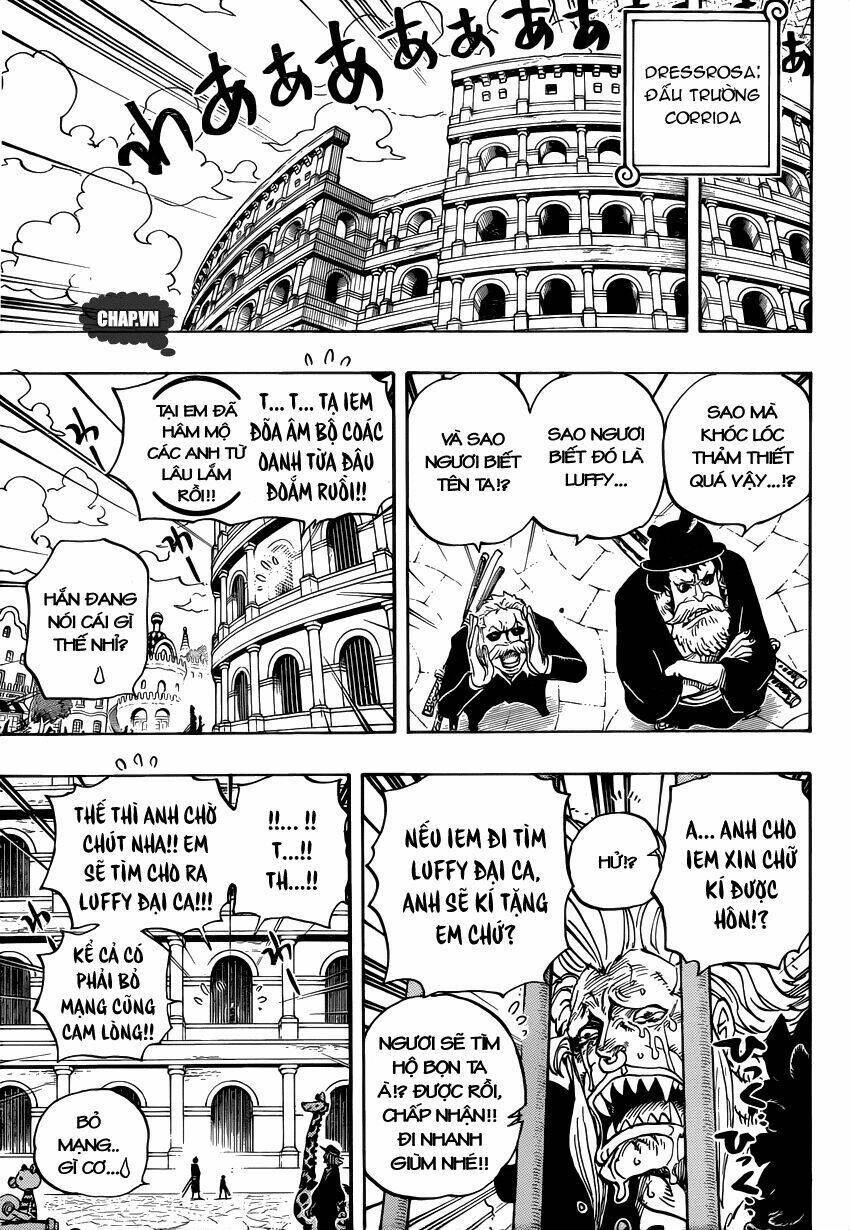 わああああああああ
DRESSROSA:
ĐẤU TRƯỜNG
CORRIDA
CHAP.VN
SAO MÀ
KHÓC LÓC
THẢM THIẾT
QUÁ VẬY...!?
SAO NGƯƠI
BIẾT ĐÓ LÀ
LUFFY...
VÀ SAO
NGƯƠI BIẾT
TÊN TA!?
T... T... TẠ IEM
ĐÕA ÂM BỘ COÁC
OANH TỪA ĐÂU
ĐOẮM RUỒI!!
TẠI EM ĐÃ
HÂM MỘ
CÁC ANH TỪ
LÂU LẮM
RỒI!!
HẮN ĐANG
NÓI CÁI GÌ
THẾ NHỈ?
A... ANH CHO
IEM XIN CHỮ
KÍ ĐƯỢC
HÔN!?
HỬ!?
NẾU IEM ĐI TÌM
LUFFY ĐẠI CA,
ANH SẼ KÍ TẶNG
EM CHỨ?
NGƯƠI SẼ TÌM
HỘ BỌN TA
À!? ĐƯỢC RỒI,
CHẤP NHẬN!!
ĐI NHANH
GIÙM NHÉ!!
!!... !!
T...!!
TH...!!
THẾ THÌ ANH CHỜ
CHÚT NHA!! EM
SẼ TÌM CHO RA
LUFFY ĐẠI CA!!!
KỂ CẢ CÓ
PHẢI BỎ
MẠNG CŨNG
CAM LÒNG!!
BỎ
MẠNG..
GÌ CƠ...